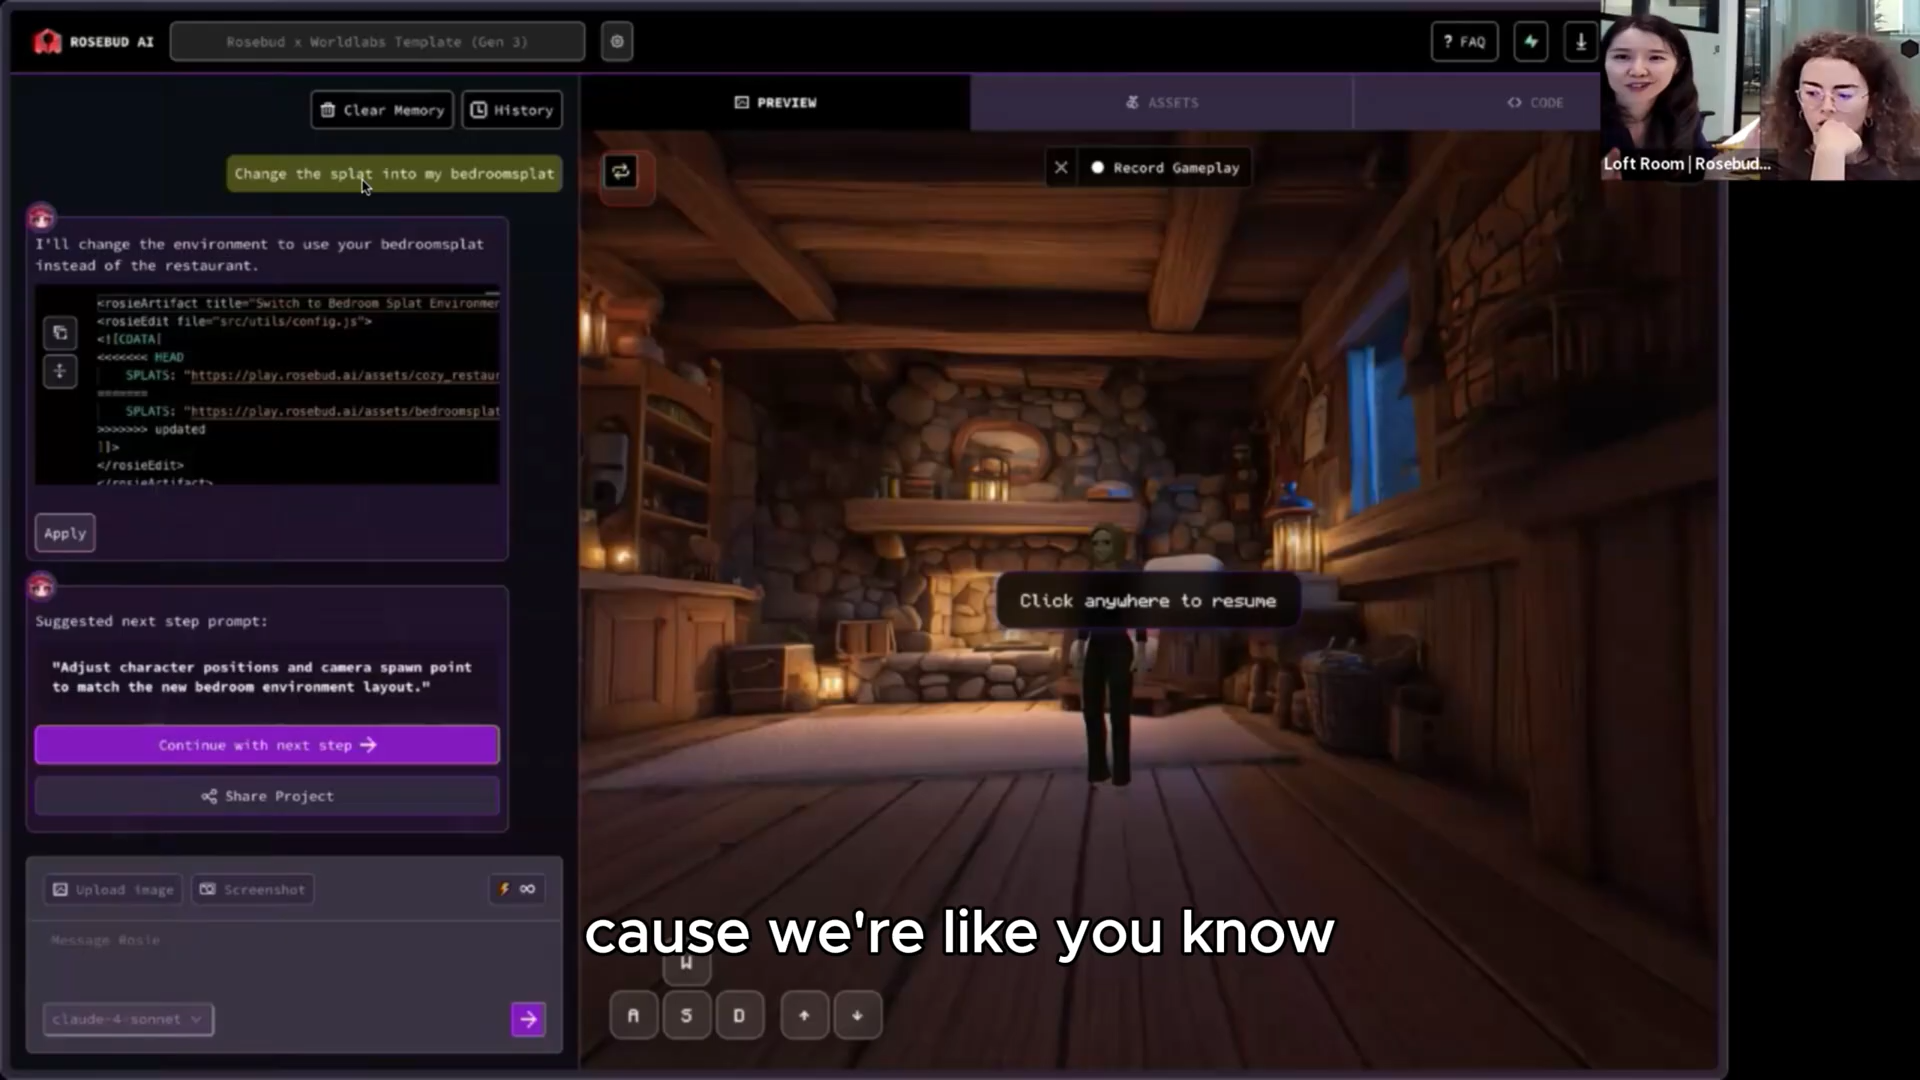 ROSEBUD AI
Rosebud x Worldlabs Template (Gen 3)
? FAQ
Clear Memory
History
PREVIEW
ASSETS
<> CODE
Loft Room | Rosebud...
Change the splat into my bedroomsplat
Record Gameplay
I'll change the environment to use your bedroomsplat
instead of the restaurant.
<rosieArtifact title="Switch to Bedroom Splat Environmen
<rosieEdit file="src/utils/config.js">
<![CDATA[
<<<<<<< HEAD
SPLATS: "https://play.rosebud.ai/assets/cozy_restaur
=======
SPLATS: "https://play.rosebud.ai/assets/bedroomsplat
>>>>>>> updated
]]>
</rosieEdit>
</rosieArtifact>
Apply
Click anywhere to resume
Suggested next step prompt:
"Adjust character positions and camera spawn point
to match the new bedroom environment layout."
Continue with next step
Share Project
Upload image
Screenshot
Message Rosie
cause we're like you know
W
A S D
claude-4-sonnet